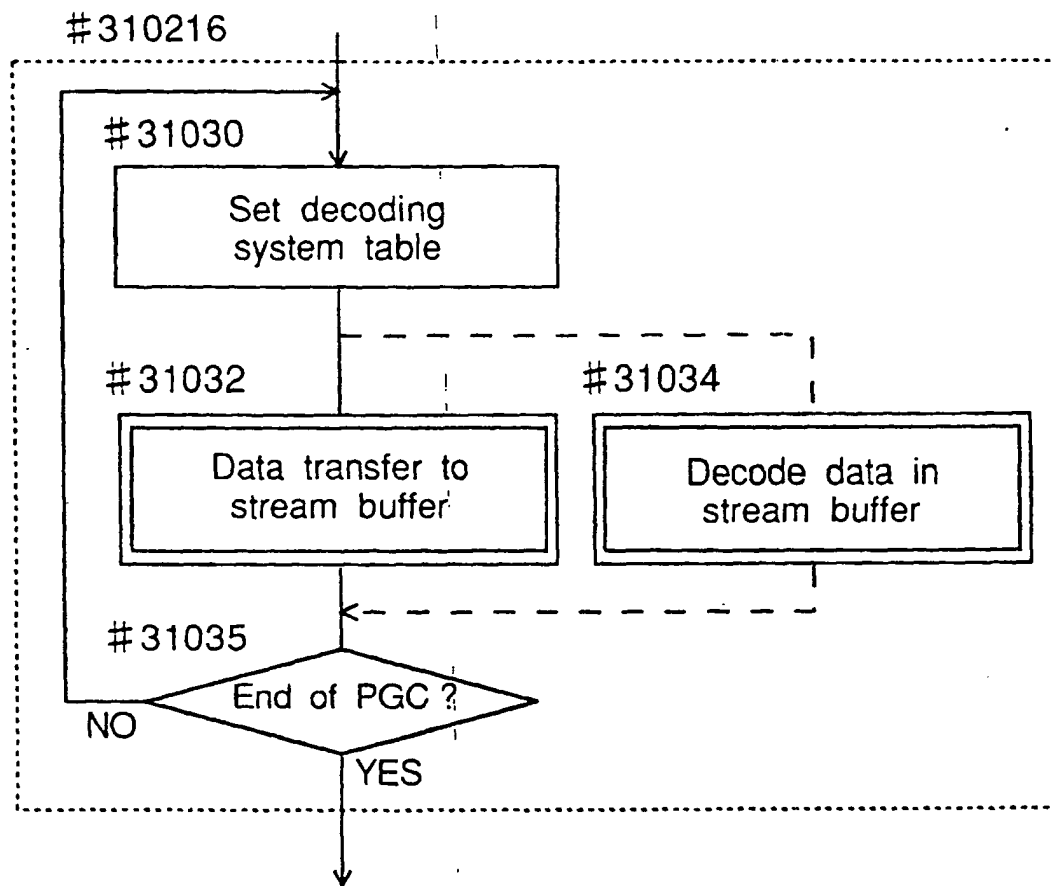 #310216
#31030
Set decoding
system table
#31032
#31034
Data transfer to
stream buffer
Decode data in
stream buffer
#31035
End of PGC ?
NO
YES